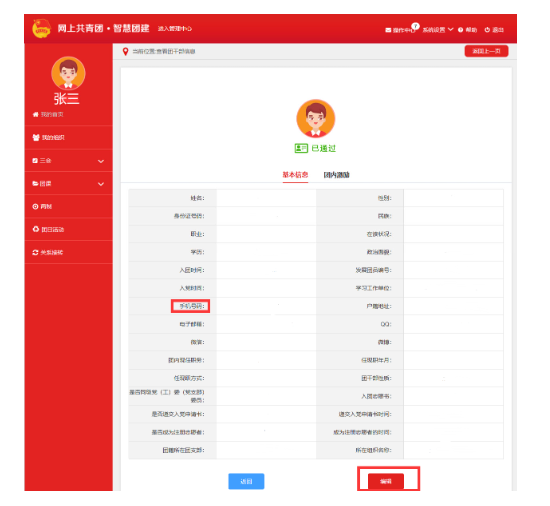 网上共青团·智慧团建 进入管理中心
操作中心 系统设置 帮助 退出
当前位置:查看团干部信息
返回上一页
张三
我的首页
我的组织
三会
团课
两制
团日活动
关系接转
已通过
基本信息 团内激励
姓名: 性别:
身份证号码: 民族:
职业: 在读状况:
学历: 政治面貌:
入团时间: 发展团员编号:
入党时间: 学习工作单位:
手机号码: 户籍地址:
电子邮箱: QQ:
微信: 微博:
团内现任职务: 任现职年月:
任现职方式: 团干部性质:
是否同级党（工）委（党支部）
委员: 入团志愿书:
是否递交入党申请书: 递交入党申请书时间:
是否成为注册志愿者: 成为注册志愿者的时间:
团籍所在团支部: 所在组织名称:
返回 编辑